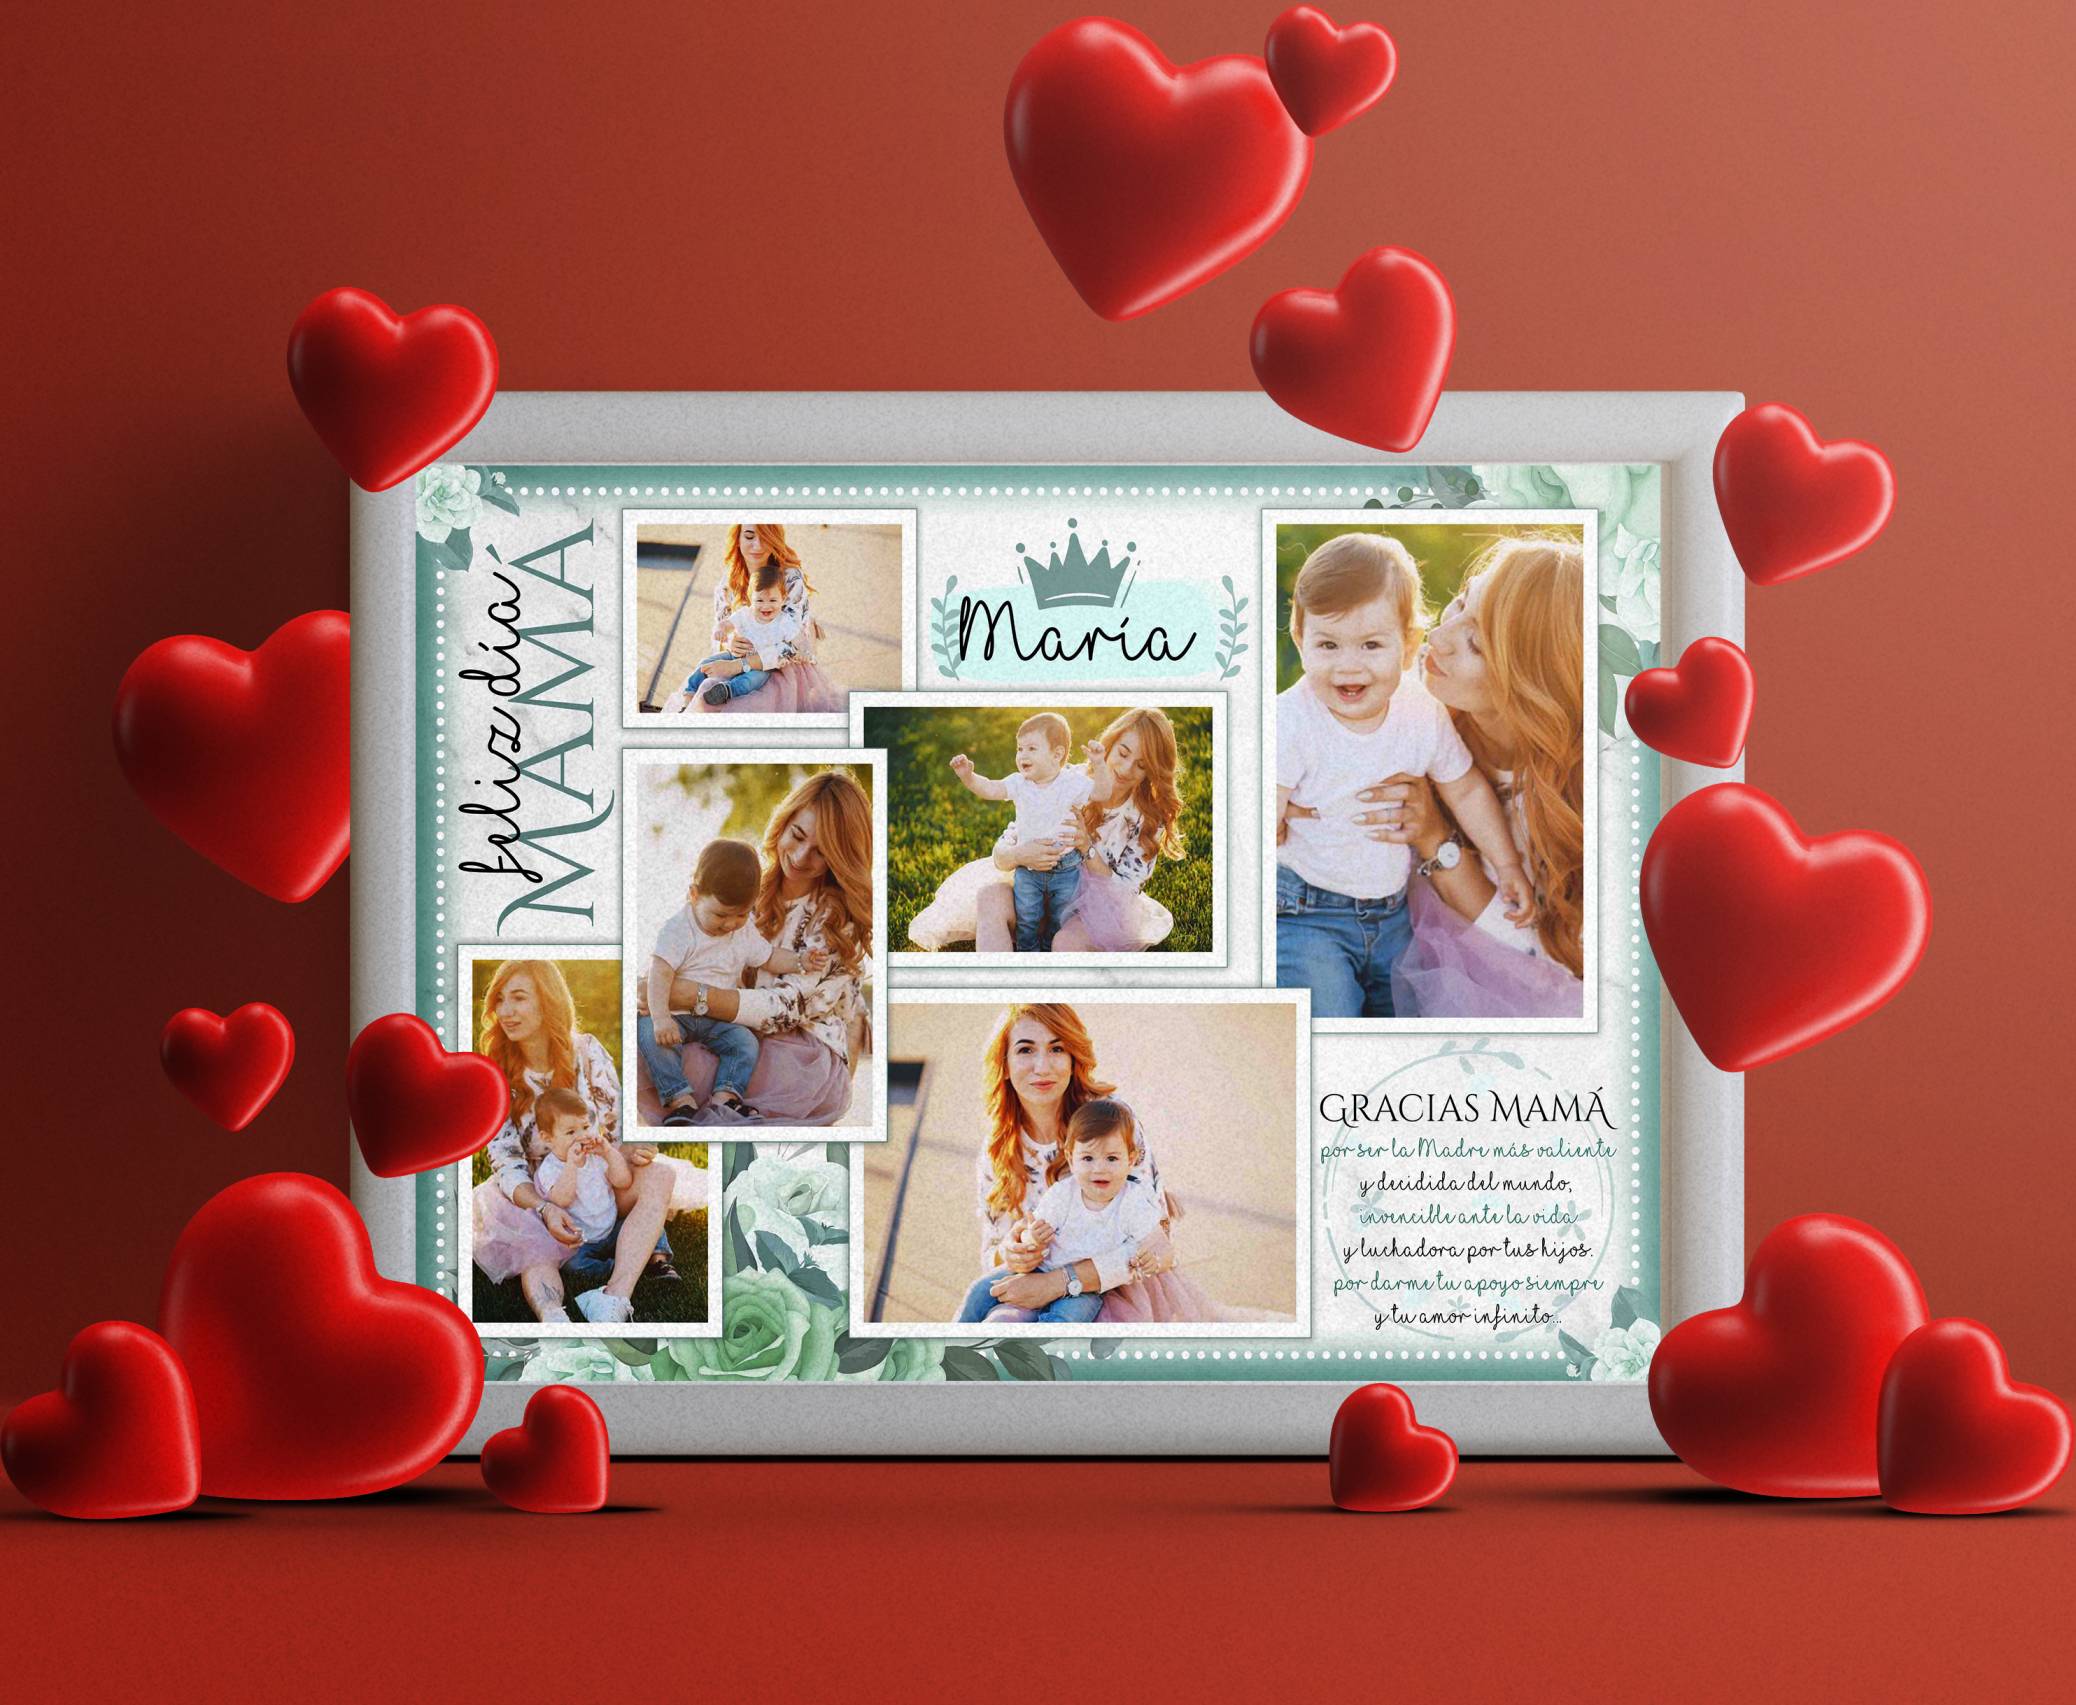 feliz día
MAMÁ
María
GRACIAS MAMÁ
por ser la Madre más valiente
y decidida del mundo,
invencible ante la vida
y luchadora por tus hijos.
por darme tu apoyo siempre
y tu amor infinito...